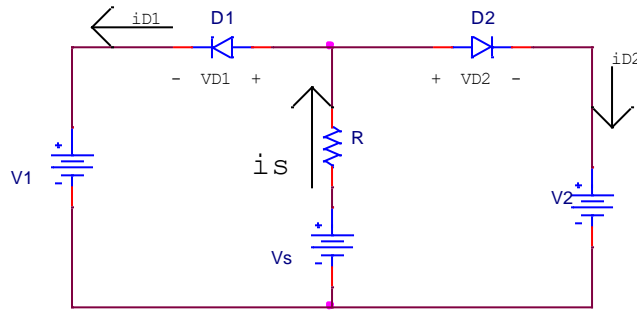 iD1
D1
D2
iD2
- VD1 +
+ VD2 -
R
is
+
V1
-
+
Vs
-
+
V2
-